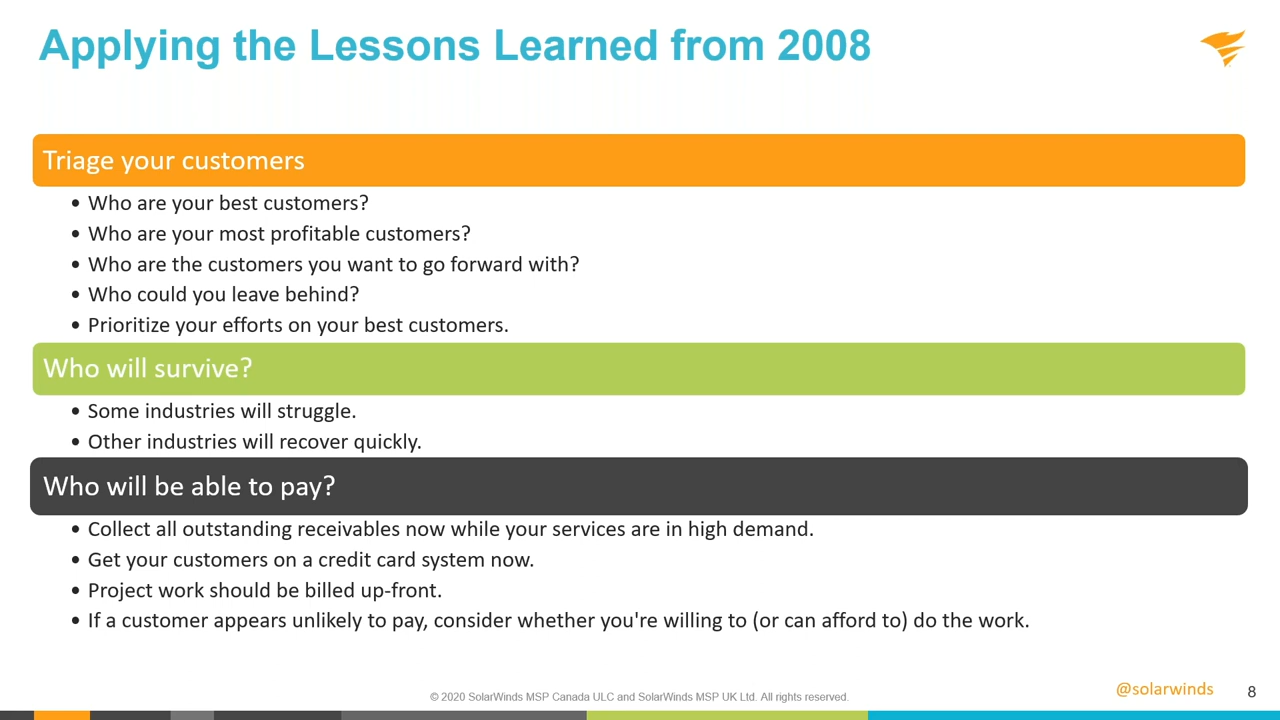 Applying the Lessons Learned from 2008
Triage your customers
• Who are your best customers?
• Who are your most profitable customers?
• Who are the customers you want to go forward with?
• Who could you leave behind?
• Prioritize your efforts on your best customers.
Who will survive?
• Some industries will struggle.
• Other industries will recover quickly.
Who will be able to pay?
• Collect all outstanding receivables now while your services are in high demand.
• Get your customers on a credit card system now.
• Project work should be billed up-front.
• If a customer appears unlikely to pay, consider whether you're willing to (or can afford to) do the work.
© 2020 SolarWinds MSP Canada ULC and SolarWinds MSP UK Ltd. All rights reserved.
@solarwinds
8